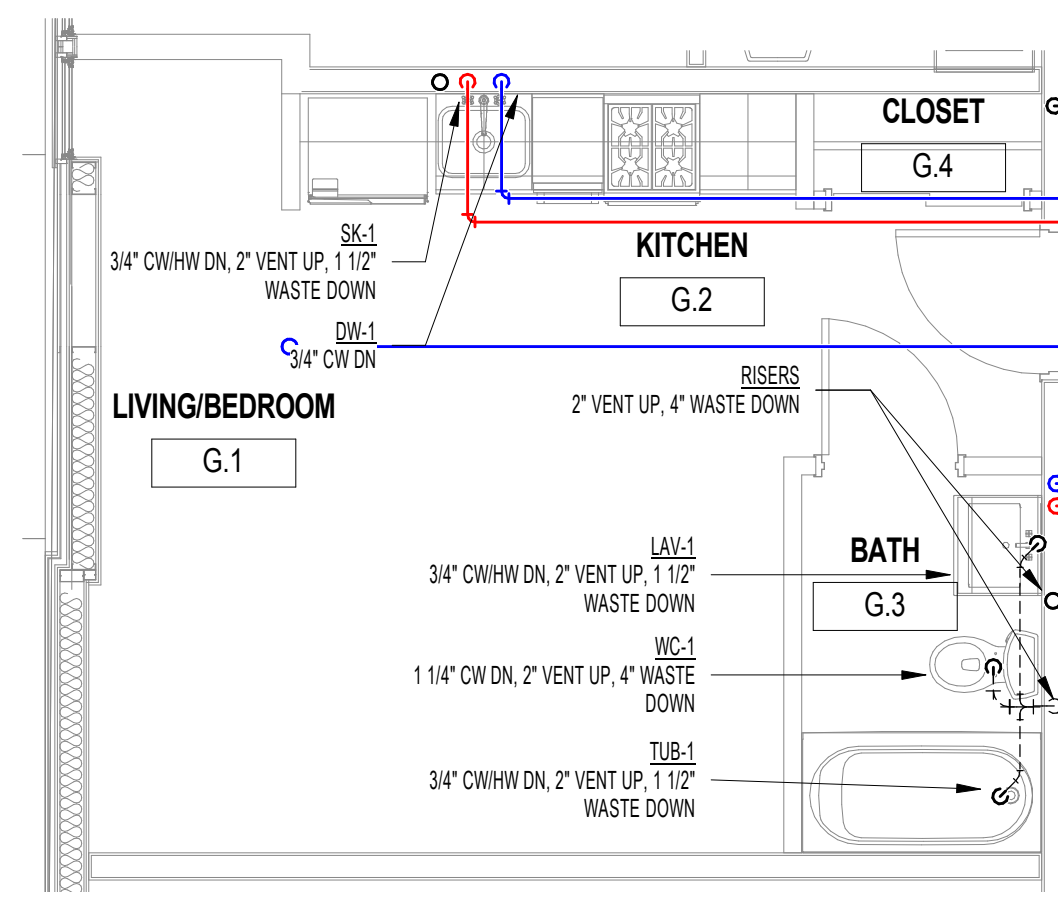 CLOSET
G.4
SK-1
3/4" CW/HW DN, 2" VENT UP, 1 1/2"
WASTE DOWN
KITCHEN
G.2
DW-1
3/4" CW DN
RISERS
2" VENT UP, 4" WASTE DOWN
LIVING/BEDROOM
G.1
LAV-1
3/4" CW/HW DN, 2" VENT UP, 1 1/2"
WASTE DOWN
BATH
G.3
WC-1
1 1/4" CW DN, 2" VENT UP, 4" WASTE
DOWN
TUB-1
3/4" CW/HW DN, 2" VENT UP, 1 1/2"
WASTE DOWN